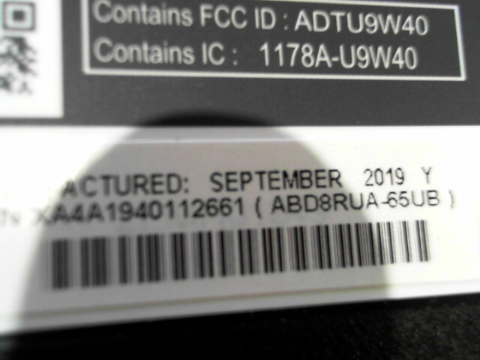 Contains FCC ID : ADTU9W40
Contains IC : 1178A-U9W40
ACTURED: SEPTEMBER 2019 Y
XA4A1940112661 ( ABD8RUA-65UB )